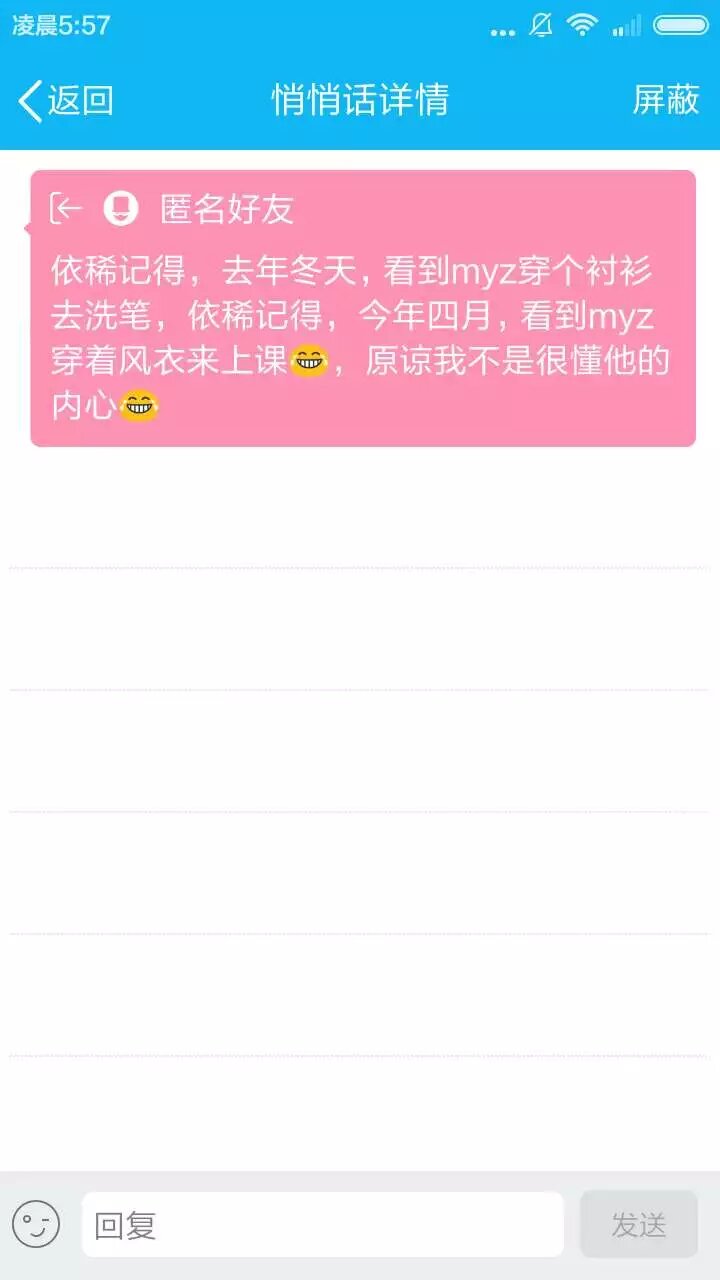 凌晨5:57
返回
悄悄话详情
屏蔽
匿名好友
依稀记得，去年冬天，看到myz穿个衬衫
去洗笔，依稀记得，今年四月，看到myz
穿着风衣来上课😂，原谅我不是很懂他的
内心😂
回复
发送